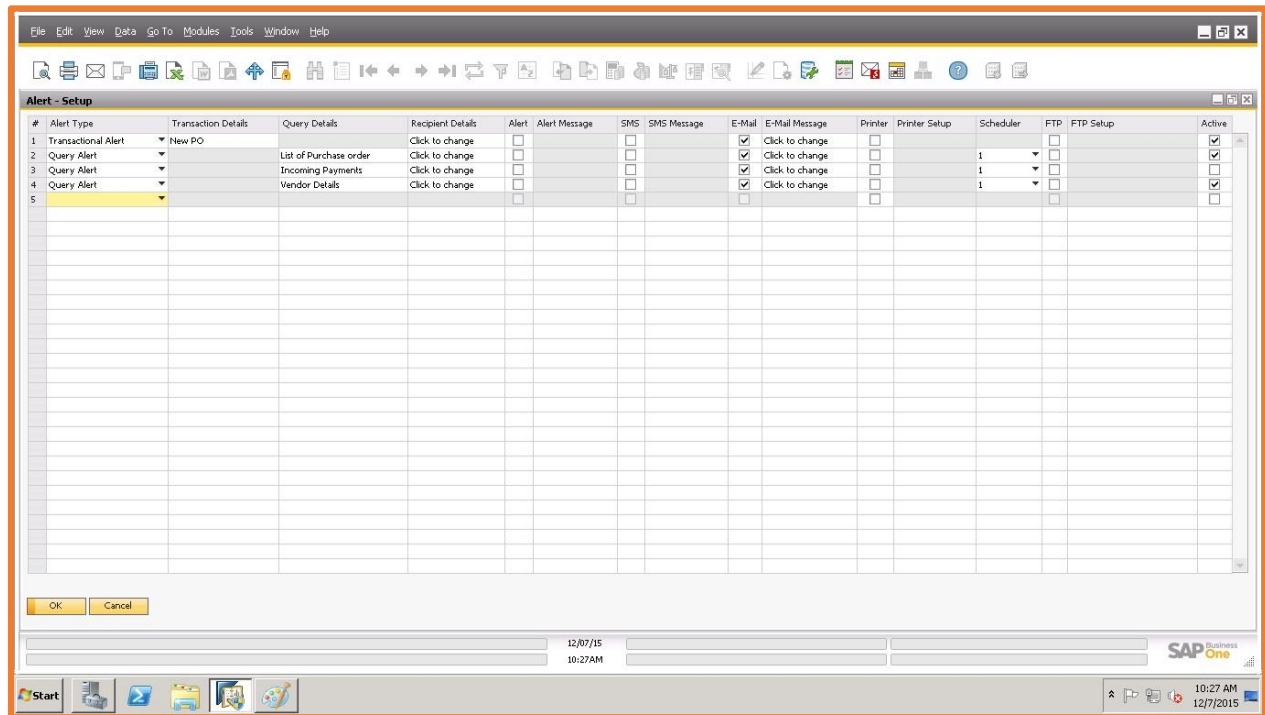 File Edit View Data Go To Modules Tools Window Help
Alert - Setup
# Alert Type Transaction Details Query Details Recipient Details Alert Alert Message SMS SMS Message E-Mail E-Mail Message Printer Printer Setup Scheduler FTP FTP Setup Active
1 Transactional Alert New PO Click to change Click to change
2 Query Alert List of Purchase order Click to change Click to change 1
3 Query Alert Incoming Payments Click to change Click to change 1
4 Query Alert Vendor Details Click to change Click to change 1
5
OK Cancel
12/07/15
10:27AM
SAP Business One
Start
10:27 AM
12/7/2015